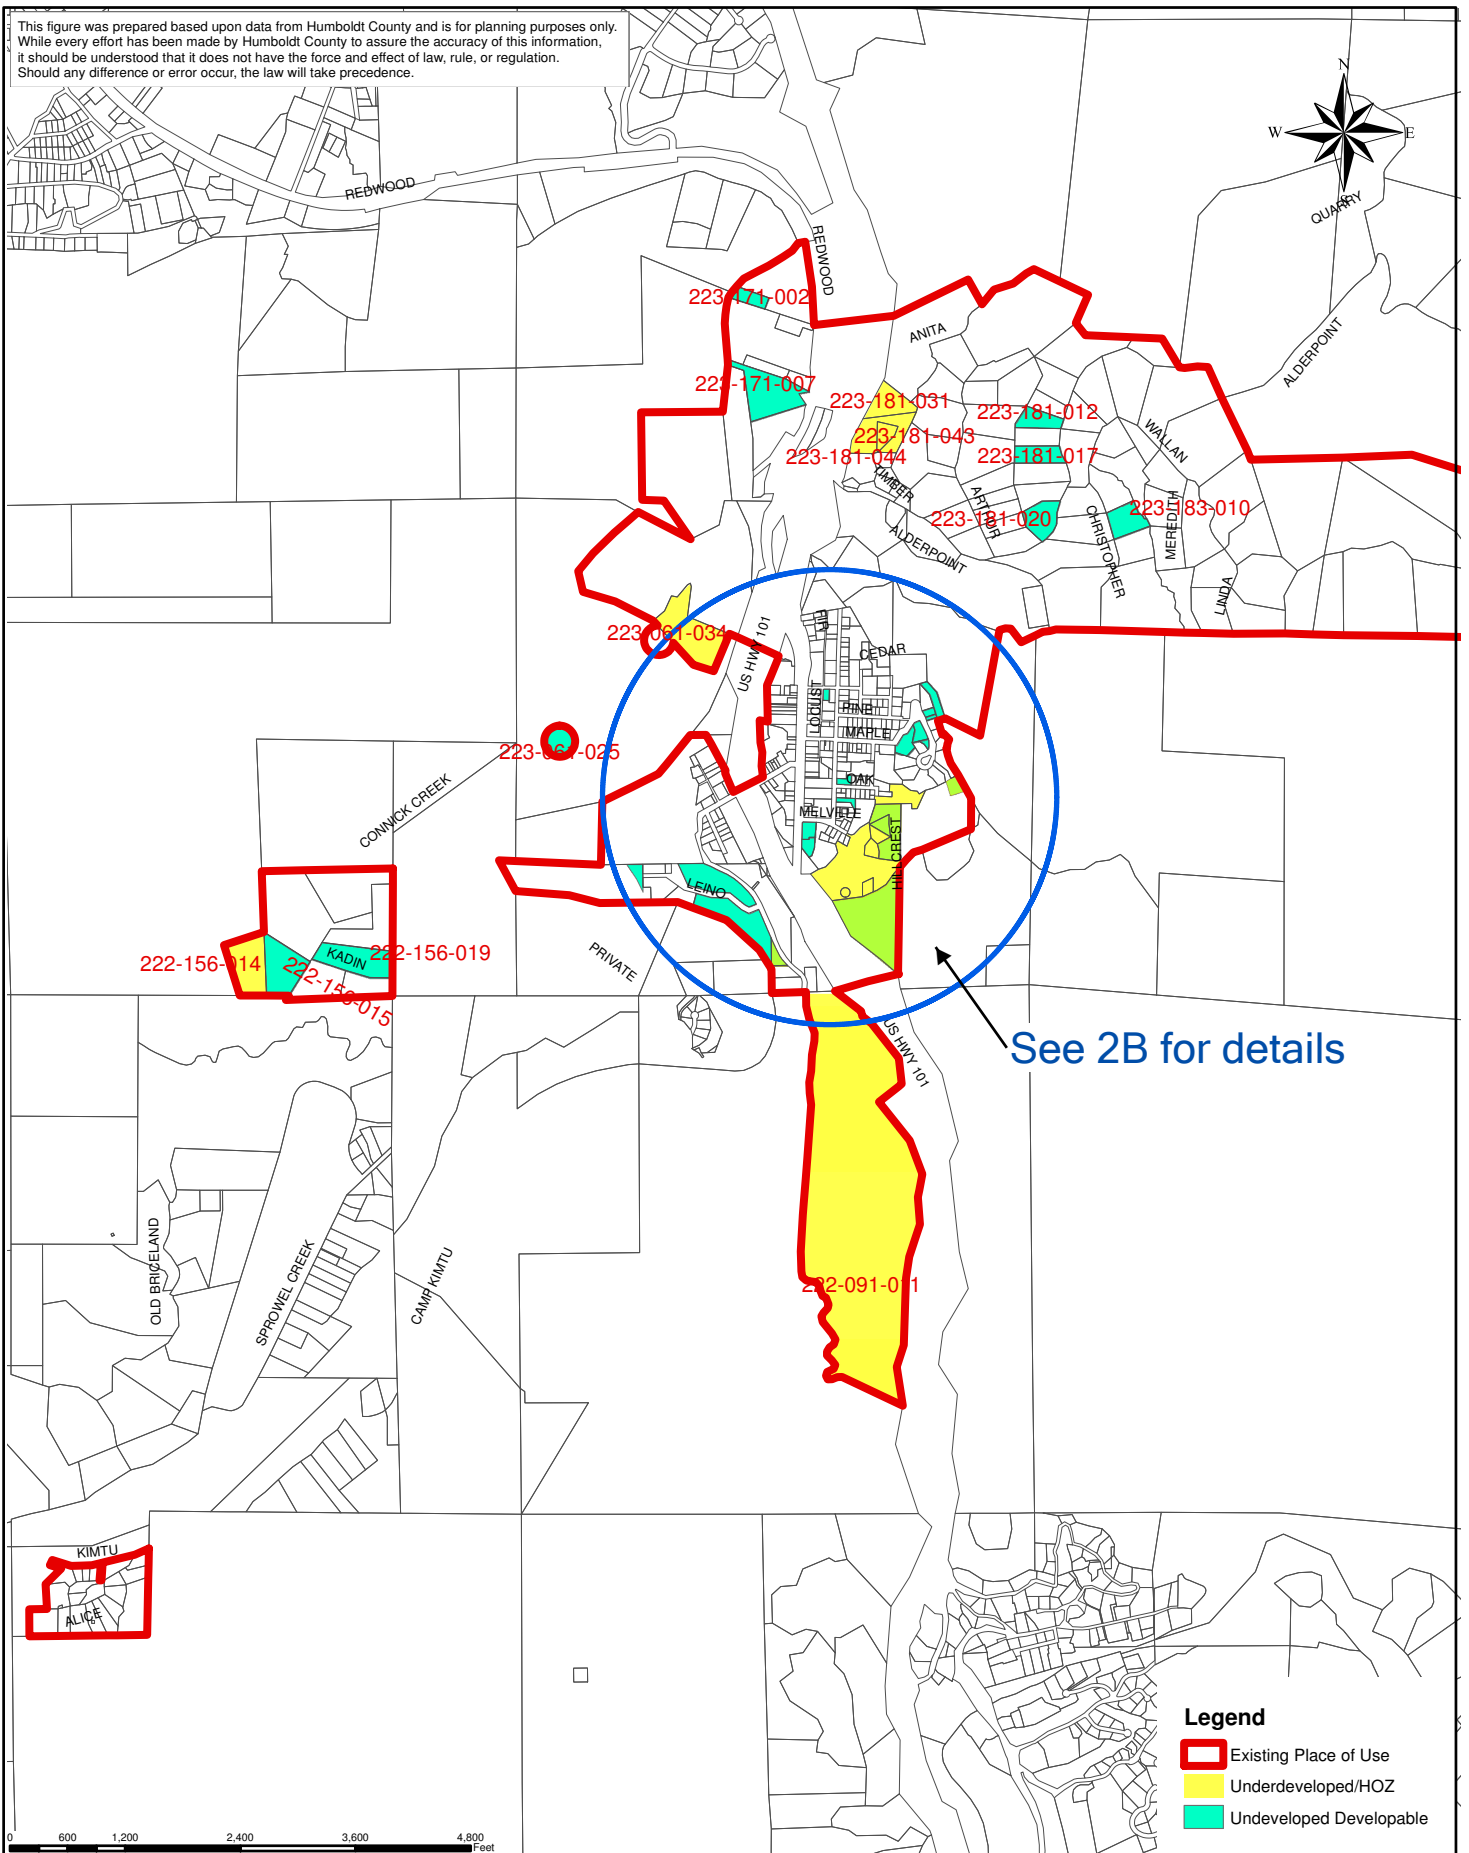 This figure was prepared based upon data from Humboldt County and is for planning purposes only.
While every effort has been made by Humboldt County to assure the accuracy of this information,
it should be understood that it does not have the force and effect of law, rule, or regulation.
Should any difference or error occur, the law will take precedence.
N
W
E
S
QUARRY
REDWOOD
REDWOOD
223-171-002
ANITA
ALDERPOINT
223-171-007
223-181-031
223-181-012
WALLAN
223-181-043
223-181-044
223-181-017
TIMBER
ARTHUR
223-181-020
CHRISTOPHER
MEREDITH
223-183-010
ALDERPOINT
LINDA
FIR
223-061-034
US HWY 101
CEDAR
LOCUST
PINE
MAPLE
223-061-025
OAK
CONNICK CREEK
MELVILLE
HILLCREST
LEINO
222-156-014
KADIN
222-156-019
222-156-015
PRIVATE
US HWY 101
See 2B for details
OLD BRICELAND
SPROWEL CREEK
CAMP KIMTU
222-091-011
KIMTU
ALICE
Legend
Existing Place of Use
Underdeveloped/HOZ
Undeveloped Developable
0 600 1,200 2,400 3,600 4,800
Feet